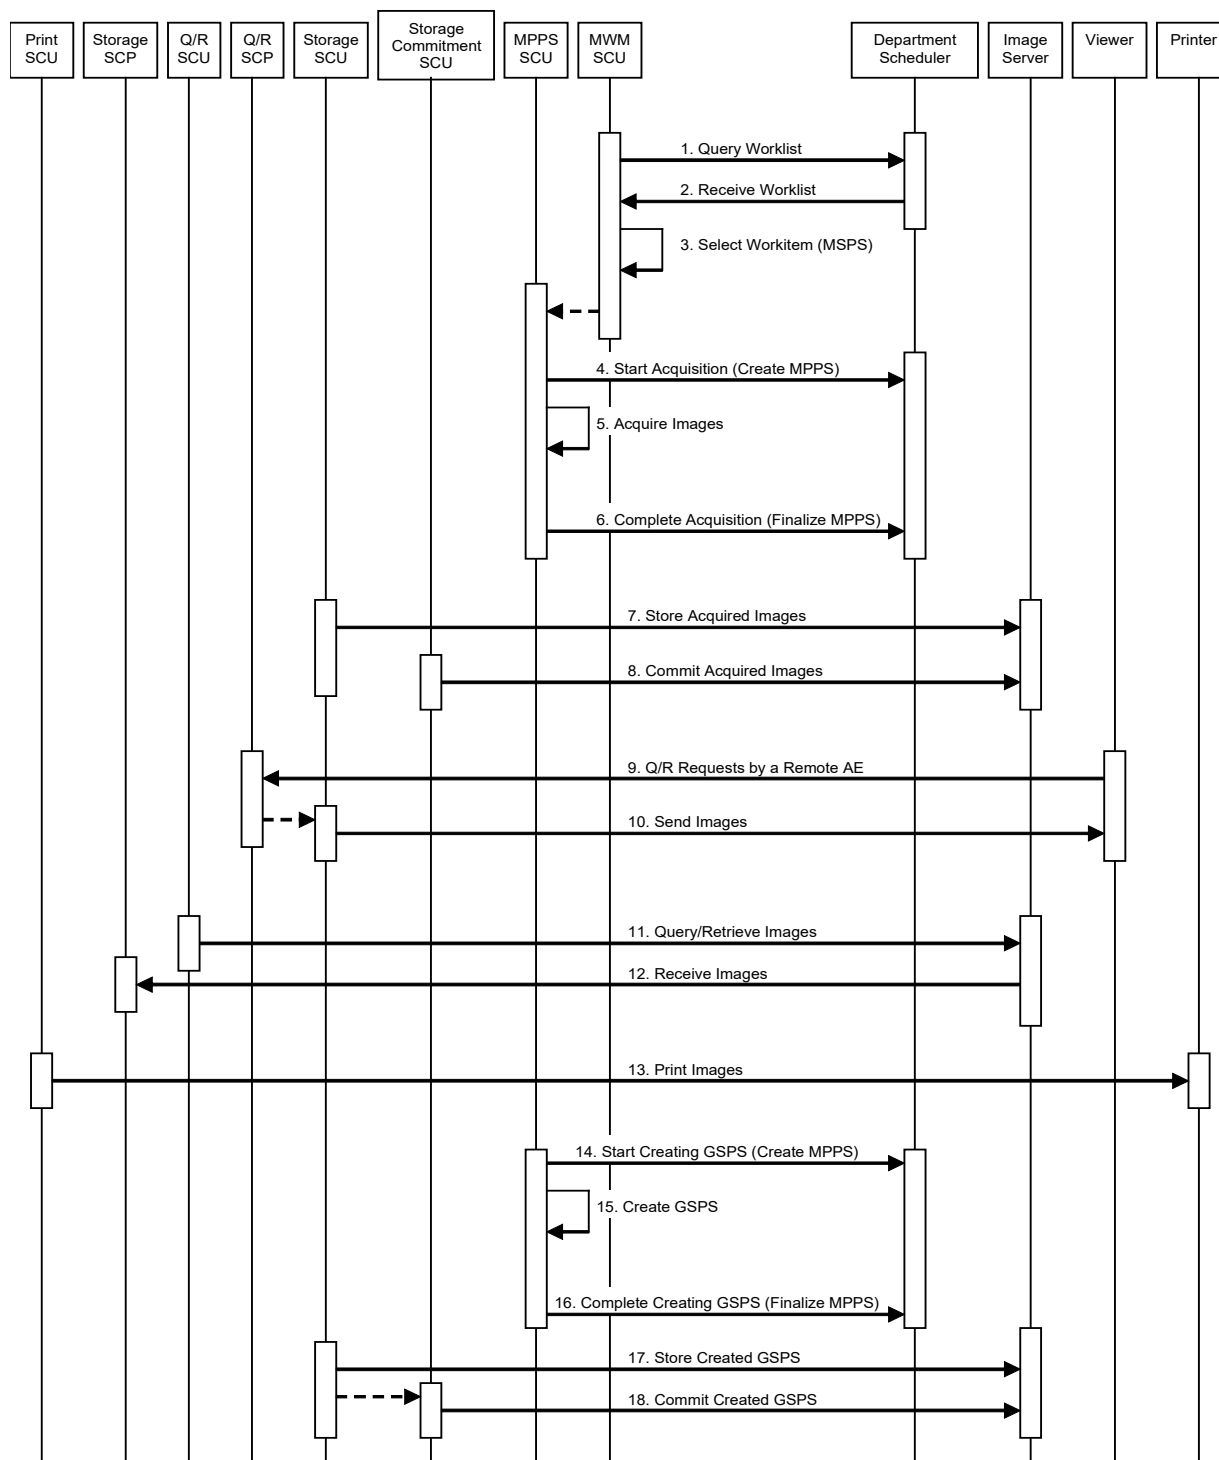 Print
SCU
Storage
SCP
Q/R
SCU
Q/R
SCP
Storage
SCU
Storage
Commitment
SCU
MPPS
SCU
MWM
SCU
Department
Scheduler
Image
Server
Viewer
Printer
1. Query Worklist
2. Receive Worklist
3. Select Workitem (MSPS)
4. Start Acquisition (Create MPPS)
5. Acquire Images
6. Complete Acquisition (Finalize MPPS)
7. Store Acquired Images
8. Commit Acquired Images
9. Q/R Requests by a Remote AE
10. Send Images
11. Query/Retrieve Images
12. Receive Images
13. Print Images
14. Start Creating GSPS (Create MPPS)
15. Create GSPS
16. Complete Creating GSPS (Finalize MPPS)
17. Store Created GSPS
18. Commit Created GSPS